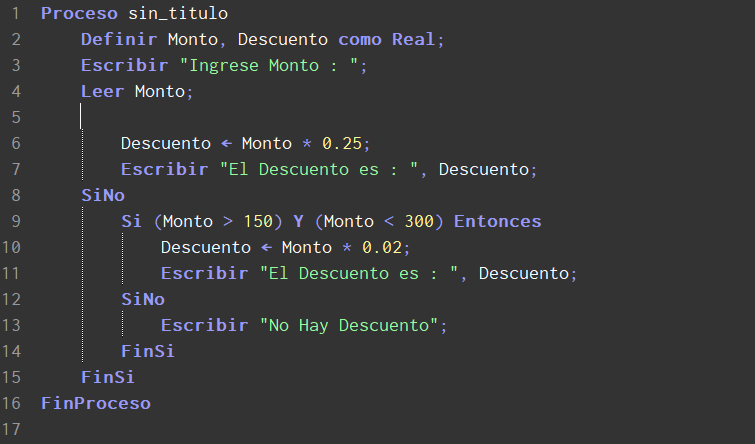 1 Proceso sin_titulo
2 Definir Monto, Descuento como Real;
3 Escribir "Ingrese Monto : ";
4 Leer Monto;
5
6 Descuento ← Monto * 0.25;
7 Escribir "El Descuento es : ", Descuento;
8 SiNo
9 Si (Monto > 150) Y (Monto < 300) Entonces
10 Descuento ← Monto * 0.02;
11 Escribir "El Descuento es : ", Descuento;
12 SiNo
13 Escribir "No Hay Descuento";
14 FinSi
15 FinSi
16 FinProceso
17